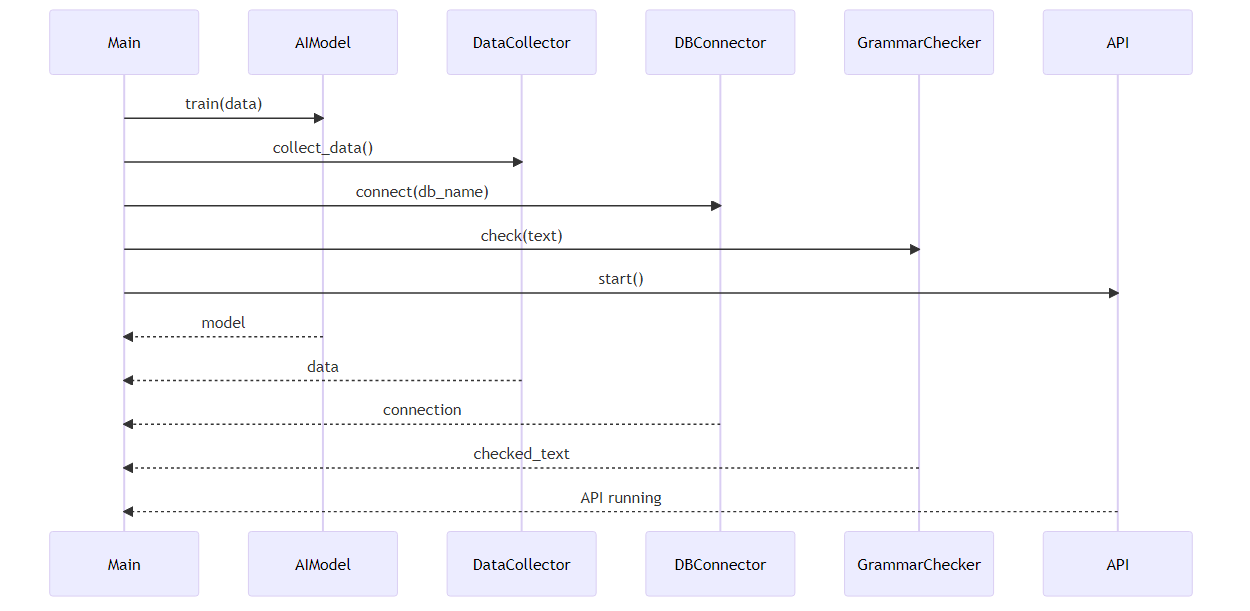 Main AIModel DataCollector DBConnector GrammarChecker API
train(data)
collect_data()
connect(db_name)
check(text)
start()
model
data
connection
checked_text
API running
Main AIModel DataCollector DBConnector GrammarChecker API